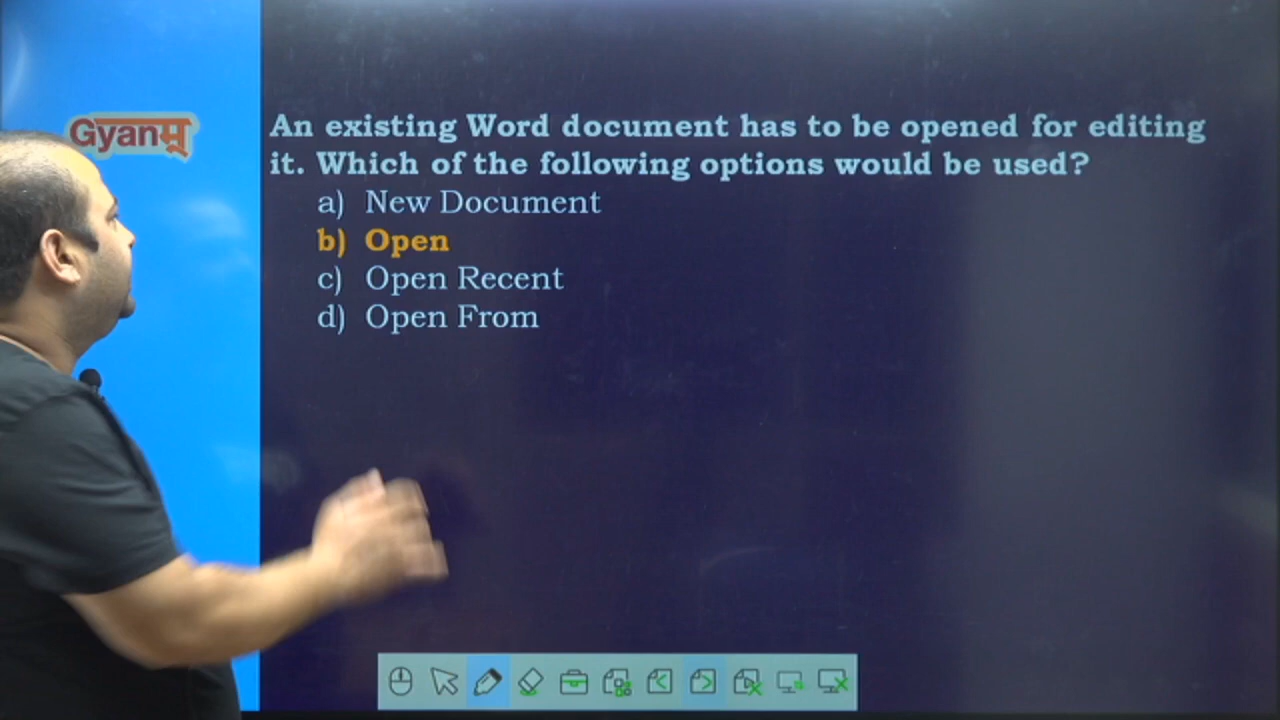 Gyanम्
An existing Word document has to be opened for editing
it. Which of the following options would be used?
a) New Document
b) Open
c) Open Recent
d) Open From